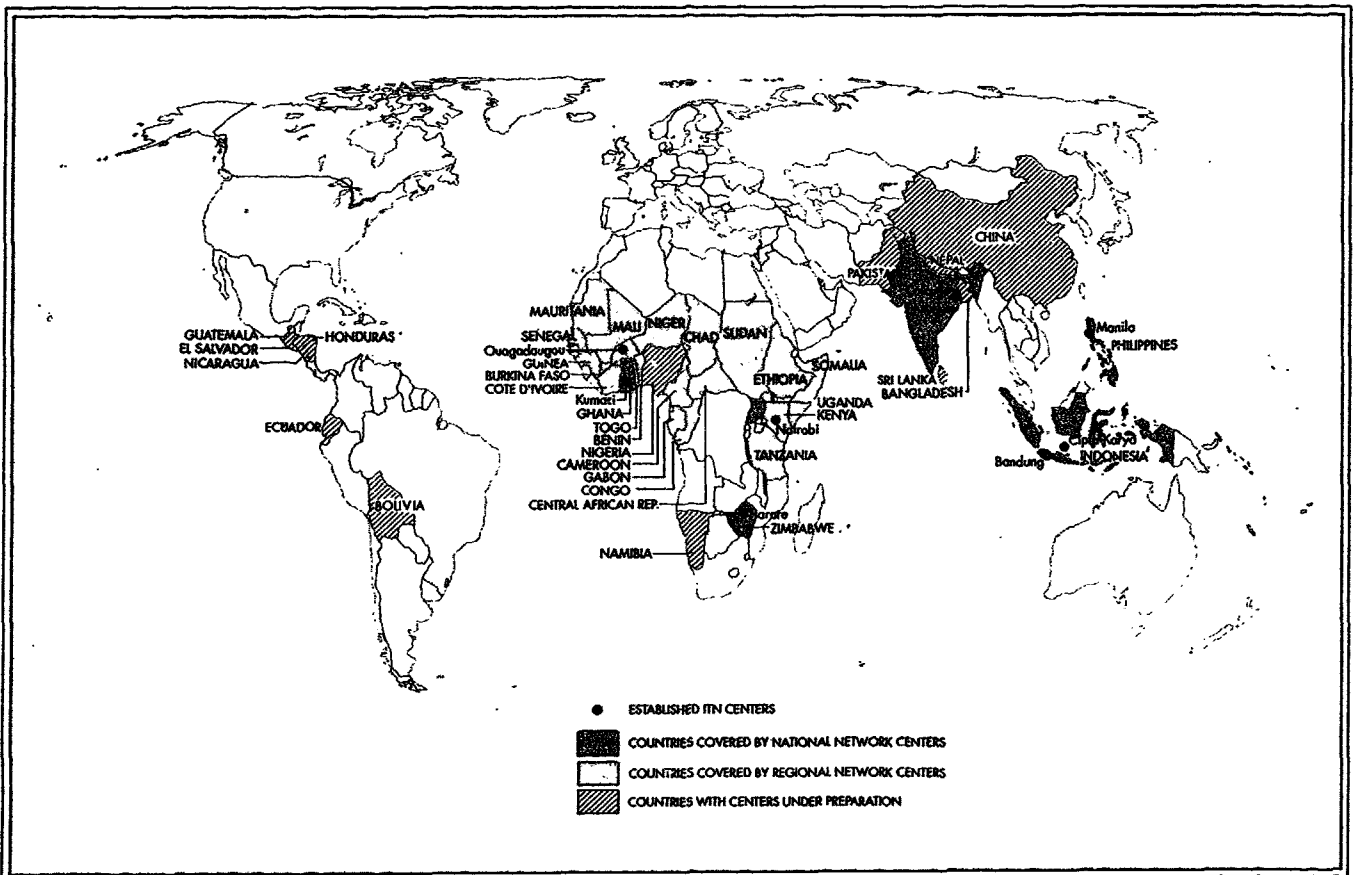 GUATEMALA
HONDURAS
EL SALVADOR
NICARAGUA
ECUADOR
BOLIVIA
MAURITANIA
MALI
NIGER
CHAD
SUDAN
SENEGAL
Ouagadougou
GUINEA
BURKINA FASO
COTE D'IVOIRE
Kumasi
GHANA
TOGO
BENIN
NIGERIA
CAMEROON
GABON
CONGO
CENTRAL AFRICAN REP.
NAMIBIA
SOMALIA
ETHIOPIA
UGANDA
KENYA
Nairobi
TANZANIA
ZIMBABWE
CHINA
NEPAL
SRI LANKA
BANGLADESH
Manila
PHILIPPINES
Cipta Karya
INDONESIA
Bandung
ESTABLISHED ITN CENTERS
COUNTRIES COVERED BY NATIONAL NETWORK CENTERS
COUNTRIES COVERED BY REGIONAL NETWORK CENTERS
COUNTRIES WITH CENTERS UNDER PREPARATION